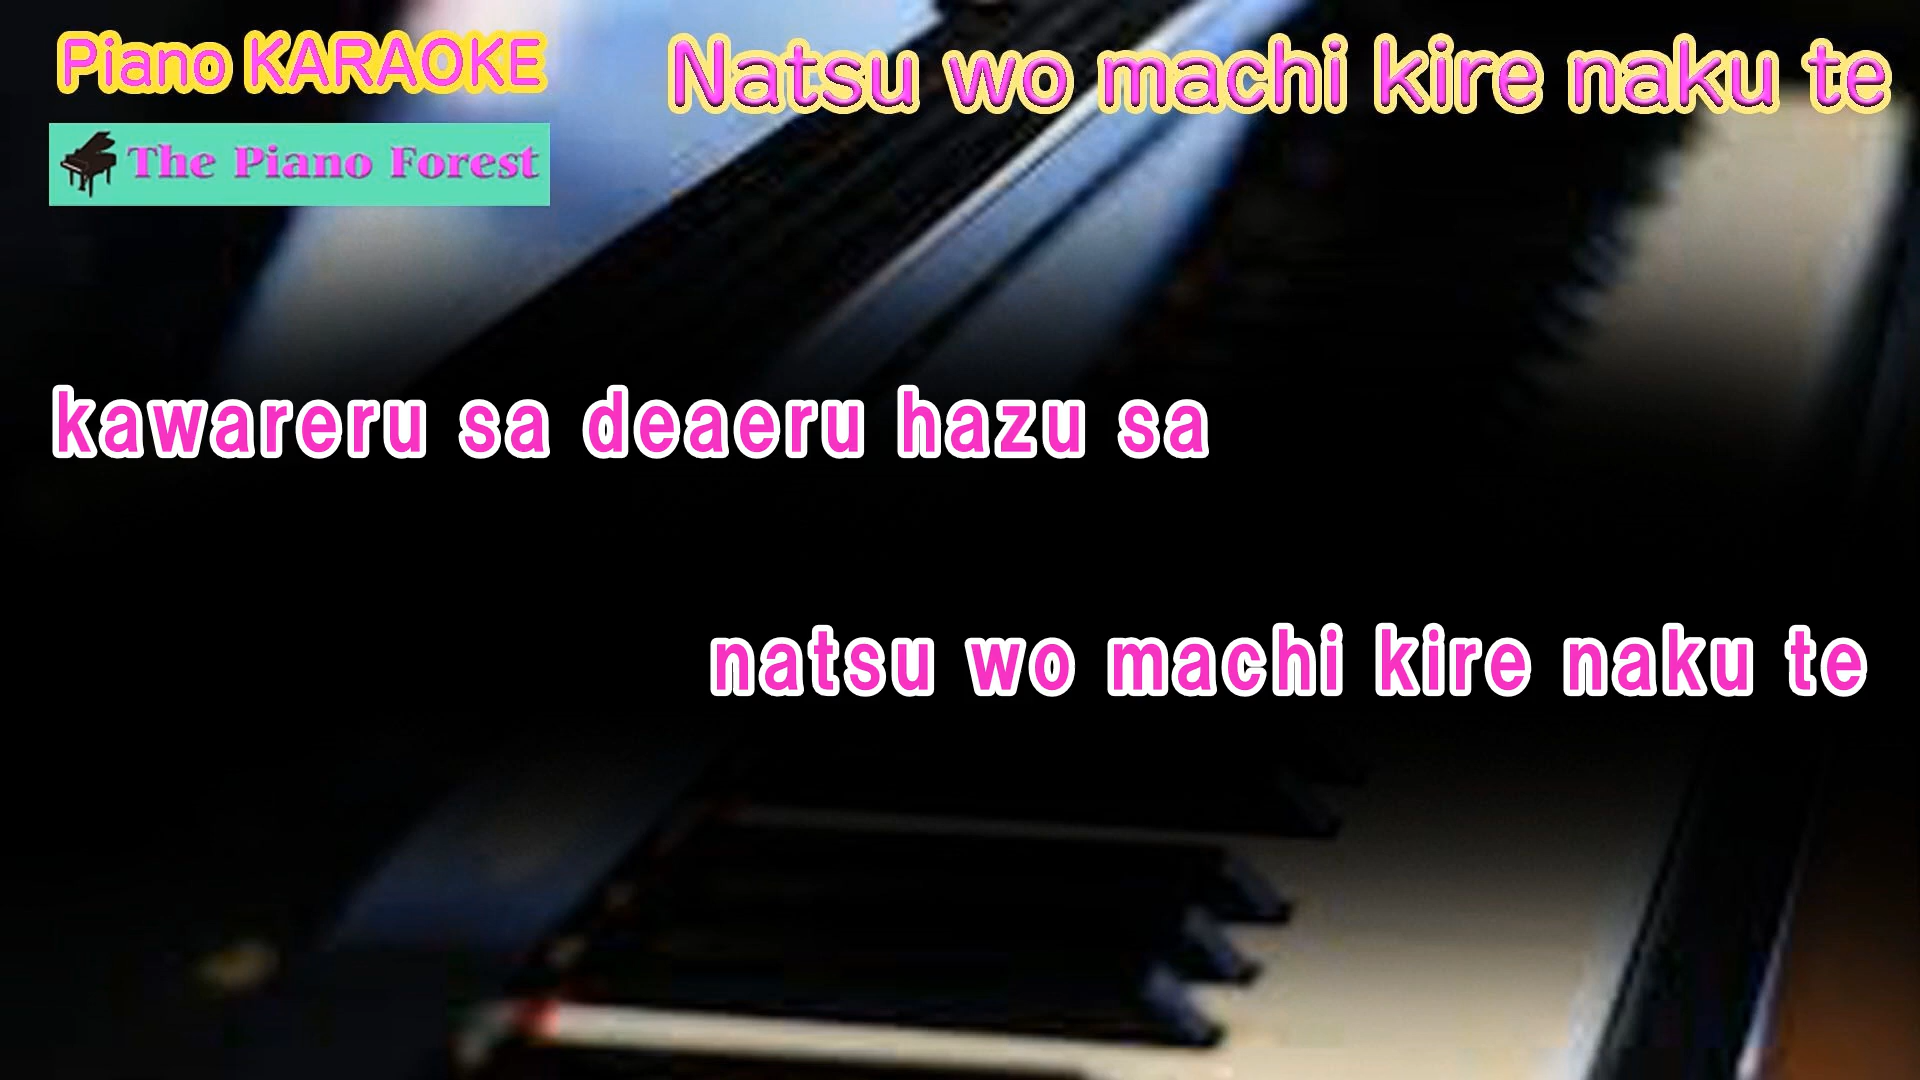 Piano KARAOKE
Natsu wo machi kire naku te
The Piano Forest
kawareru sa deaeru hazu sa
natsu wo machi kire naku te